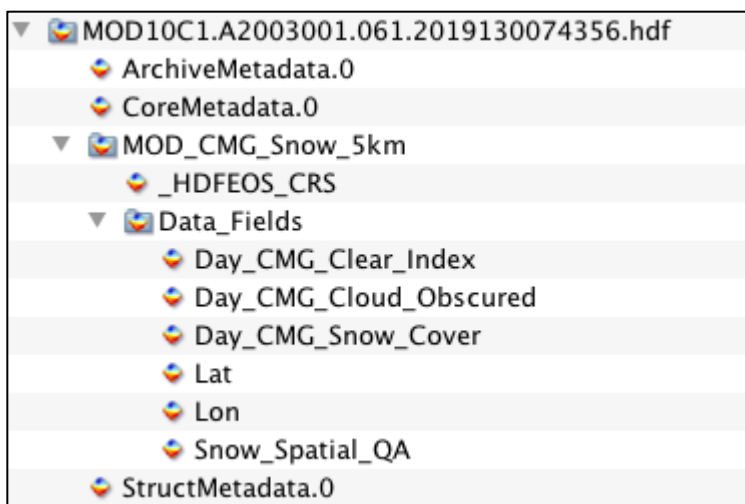 MOD10C1.A2003001.061.2019130074356.hdf
ArchiveMetadata.0
CoreMetadata.0
MOD_CMG_Snow_5km
_HDFEOS_CRS
Data_Fields
Day_CMG_Clear_Index
Day_CMG_Cloud_Obscured
Day_CMG_Snow_Cover
Lat
Lon
Snow_Spatial_QA
StructMetadata.0